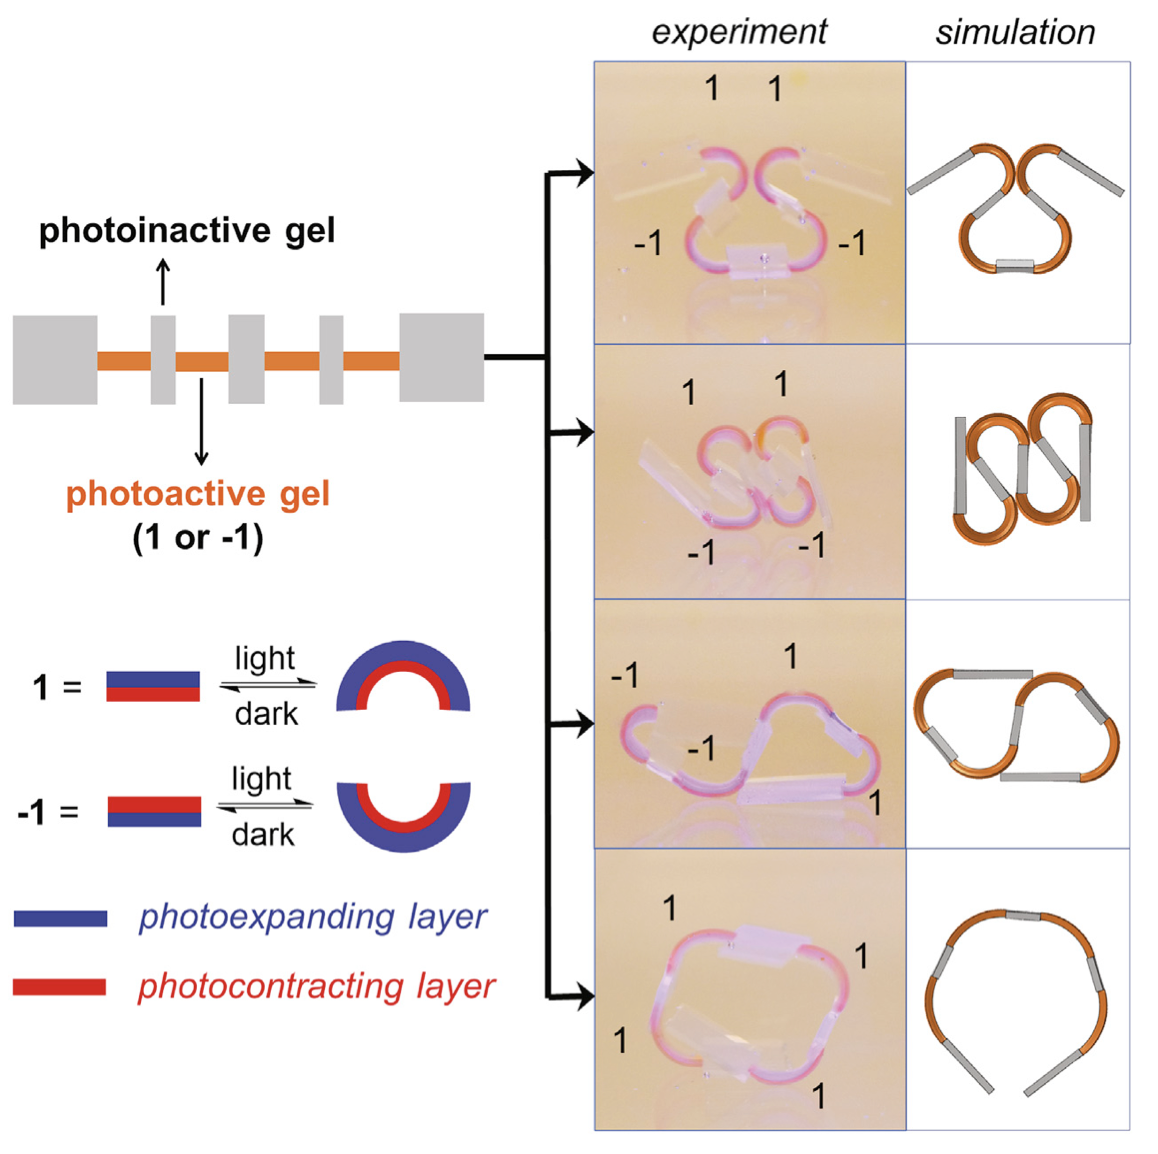 experiment
simulation
photoinactive gel
photoactive gel
(1 or -1)
1 =
light
dark
-1 =
light
dark
photoexpanding layer
photocontracting layer
1 1
-1 -1
1 1
-1 -1
-1 1
-1 1
1 1
1 1